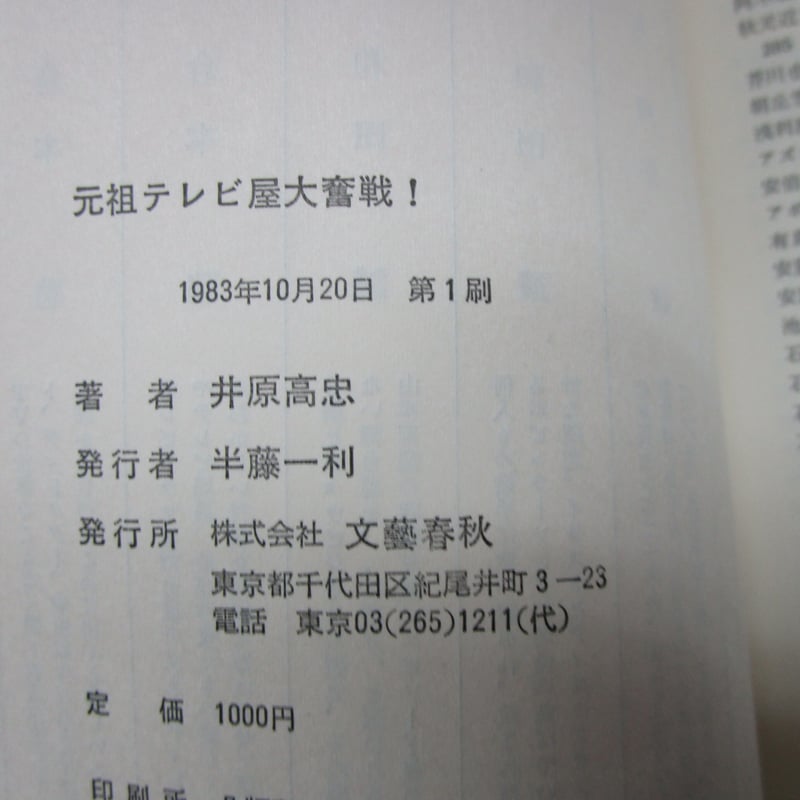 元祖テレビ屋大奮戦！
1983年10月20日　第1刷
著　者　井原高忠
発行者　半藤一利
発行所　株式会社　文藝春秋
東京都千代田区紀尾井町3－23
電話　東京03(265)1211(代)
定　価　1000円
印刷所